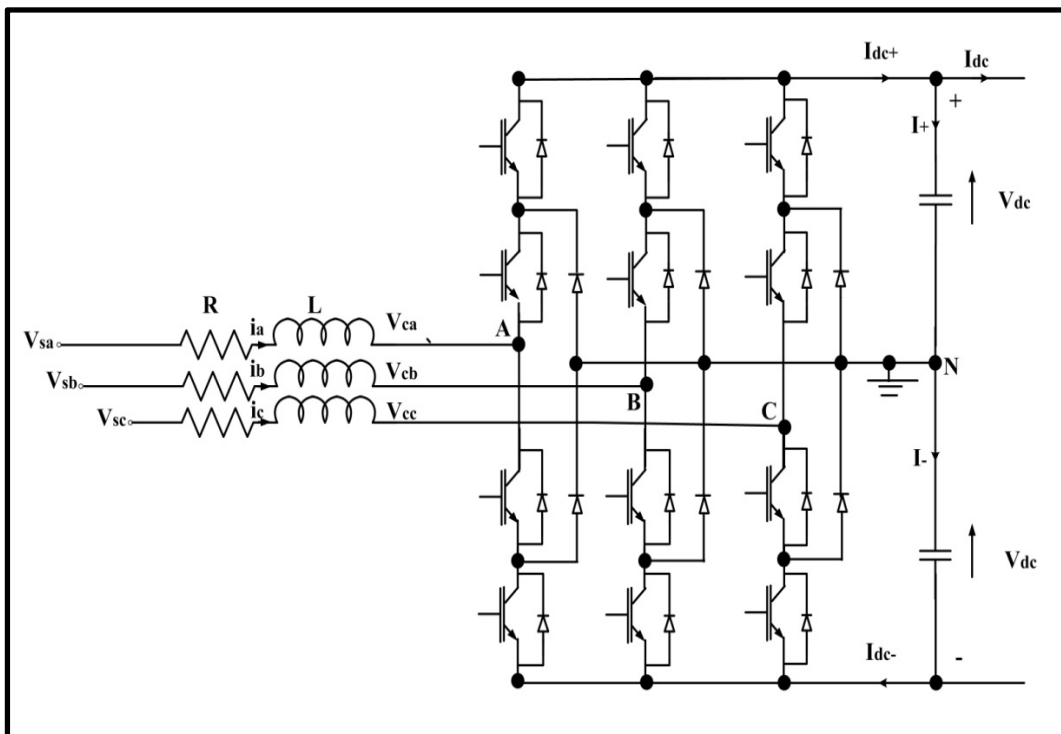 Idc+ Idc
+
I+
Vdc
R L
Vsa ia Vca A
Vsb ib Vcb B
Vsc ic Vcc C
N
I-
Vdc
Idc- -